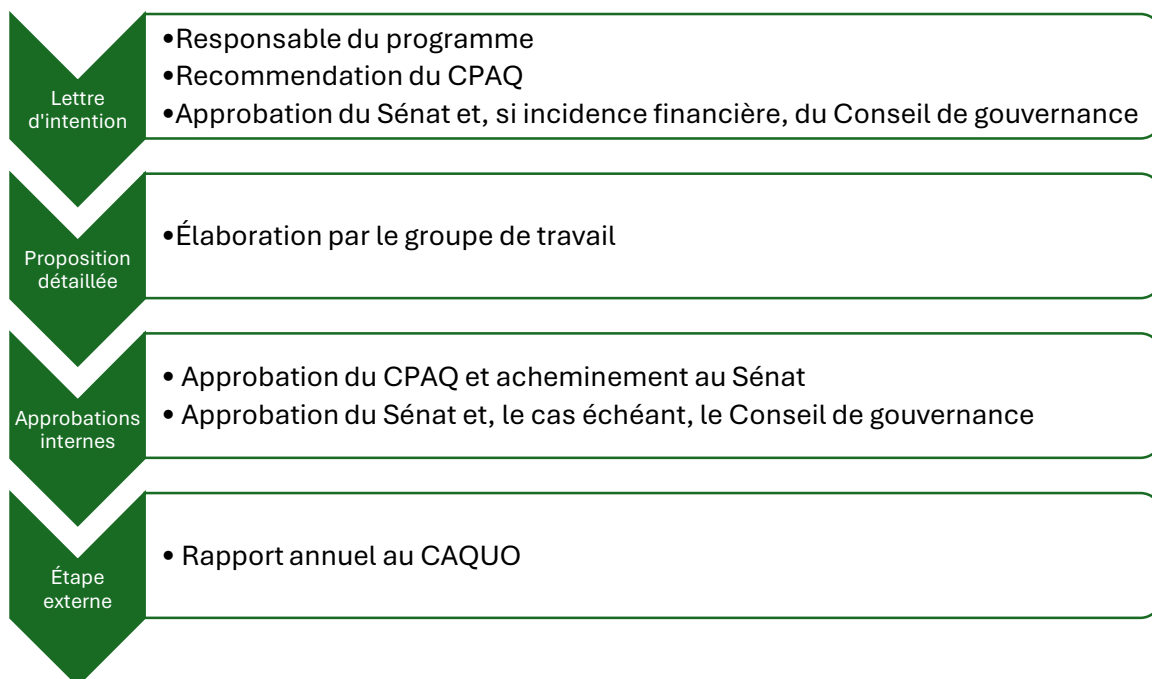 Lettre
d'intention
•Responsable du programme
•Recommendation du CPAQ
•Approbation du Sénat et, si incidence financière, du Conseil de gouvernance
Proposition
détaillée
•Élaboration par le groupe de travail
Approbations
internes
• Approbation du CPAQ et acheminement au Sénat
• Approbation du Sénat et, le cas échéant, le Conseil de gouvernance
Étape
externe
• Rapport annuel au CAQUO